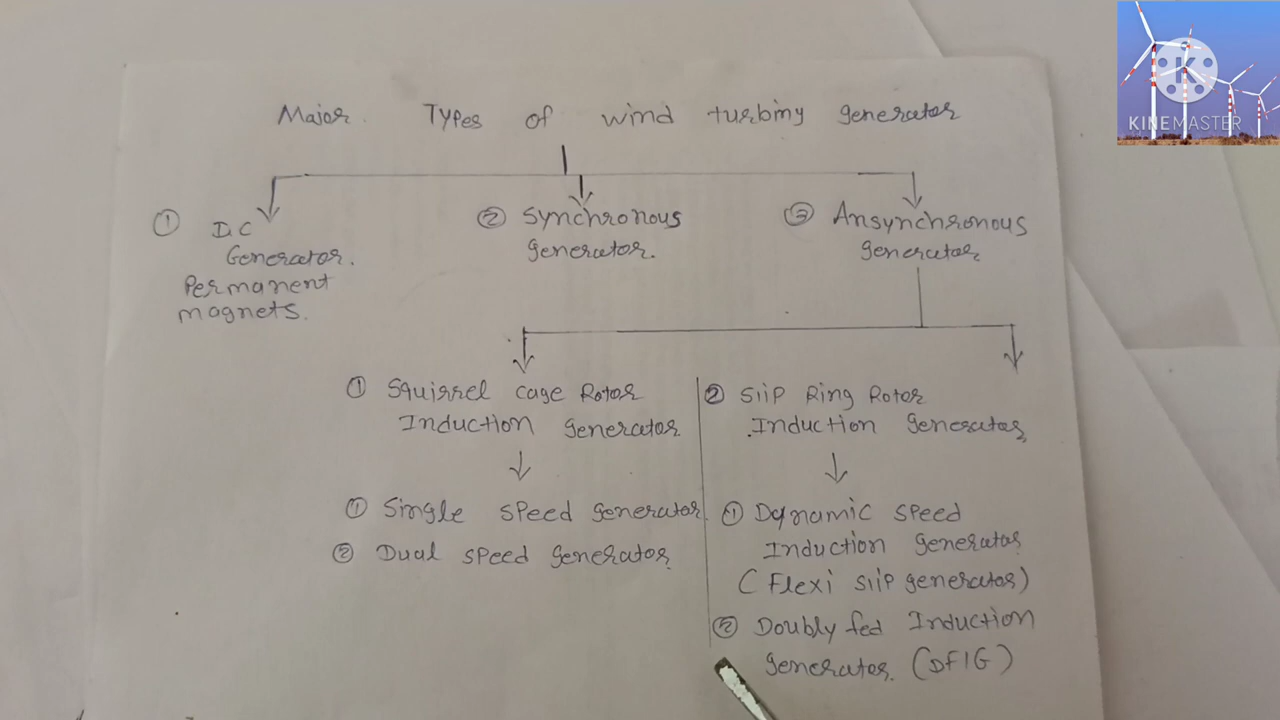 Major Types of wind turbiny generator
① D.C
Generator.
Permanent
magnets.
② Synchronous
generator.
③ Ansynchronous
generator
① Squirrel cage Rotor
Induction generator
② Slip Ring Rotor
Induction generator
① Single speed generator.
② Dual speed generator.
① Dynamic speed
Induction generator
(Flexi slip generator)
② Doubly fed Induction
generator. (DFIG)
K
KINEMASTER